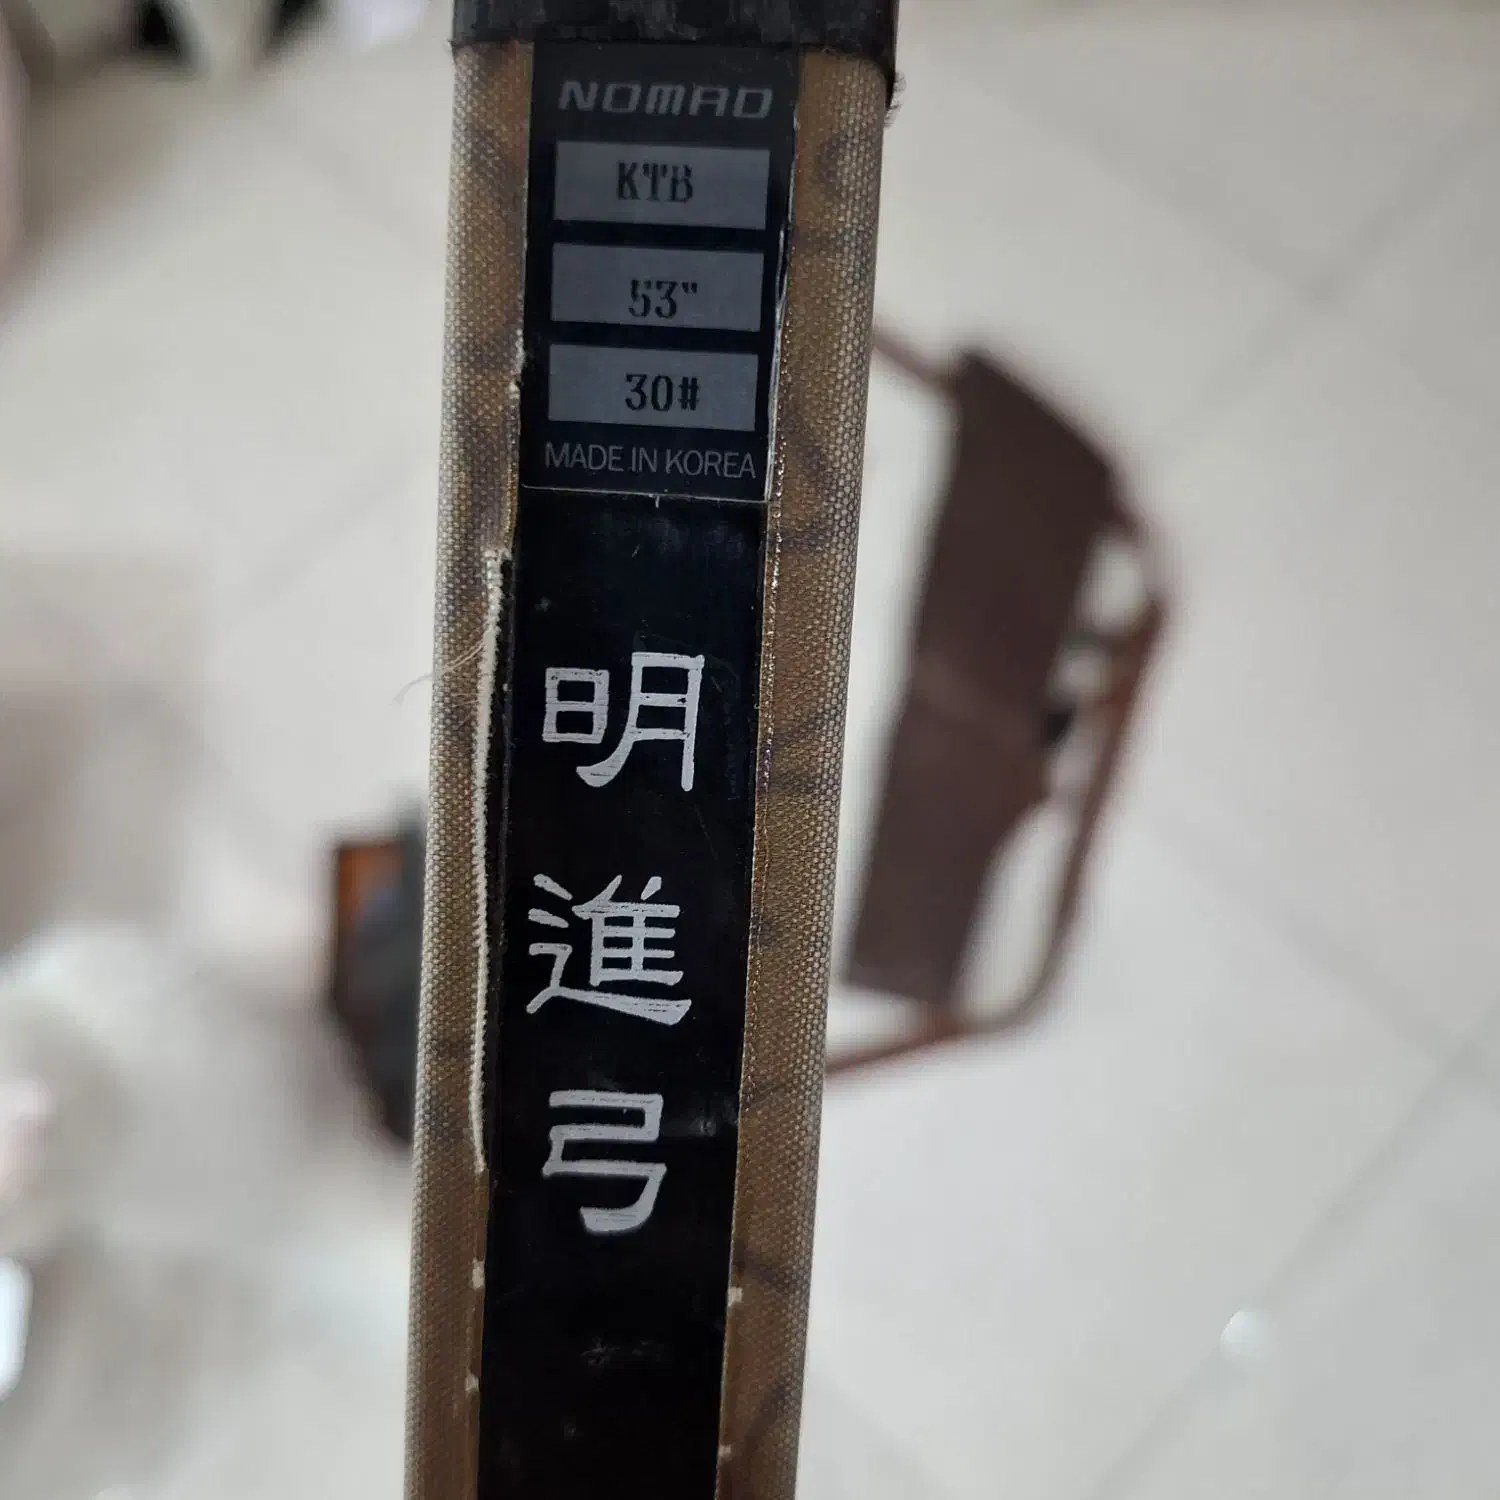 NOMAD
KTB
53"
30#
MADE IN KOREA
明
進
弓